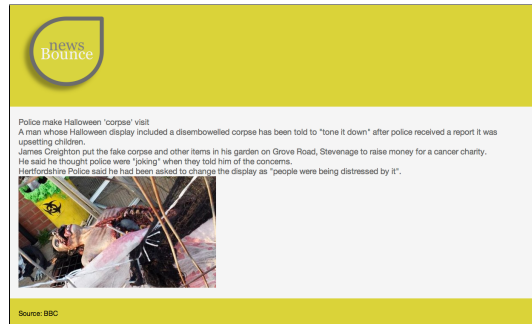 news
Bounce
Police make Halloween 'corpse' visit
A man whose Halloween display included a disembowelled corpse has been told to "tone it down" after police received a report it was
upsetting children.
James Creighton put the fake corpse and other items in his garden on Grove Road, Stevenage to raise money for a cancer charity.
He said he thought police were "joking" when they told him of the concerns.
Hertfordshire Police said he had been asked to change the display as "people were being distressed by it".
Source: BBC